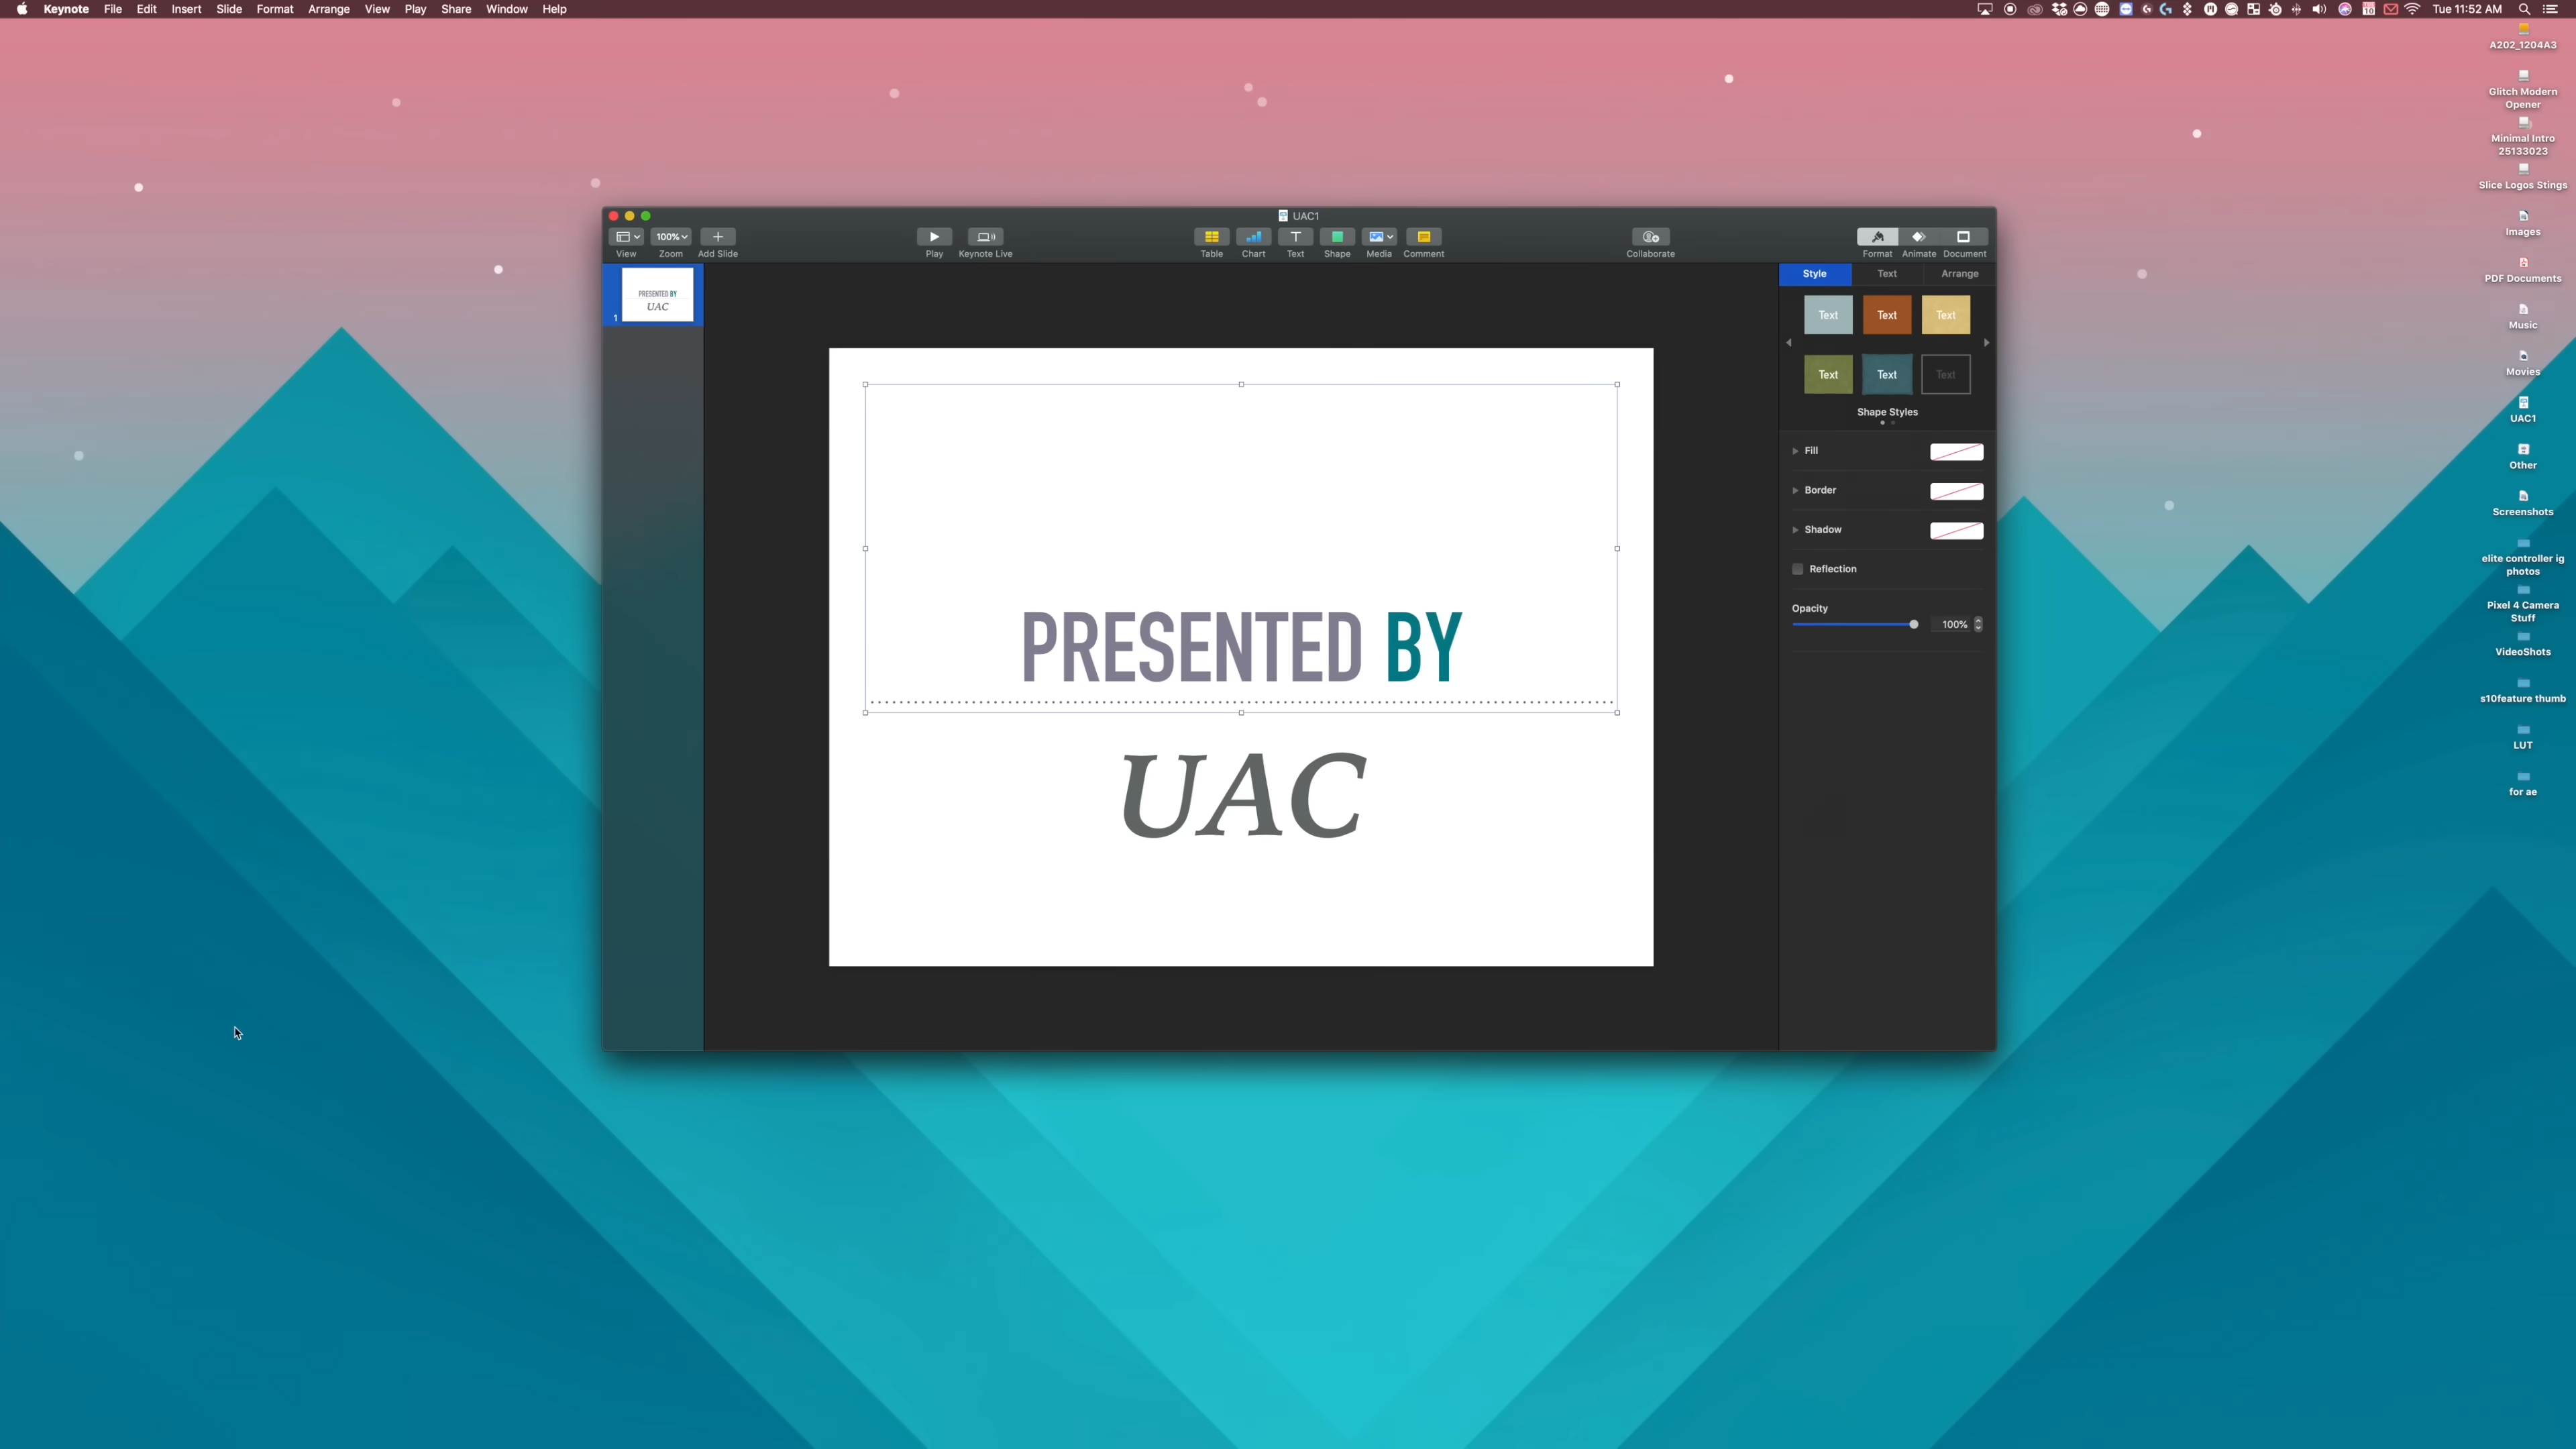 Keynote File Edit Insert Slide Format Arrange View Play Share Window Help
Tue 11:52 AM
UAC1
100%
View Zoom Add Slide
Play Keynote Live
Table Chart Text Shape Media Comment
Collaborate
Format Animate Document
1
PRESENTED BY
UAC
PRESENTED BY
UAC
Style Text Arrange
Text Text Text
Text Text Text
Shape Styles
Fill
Border
Shadow
Reflection
Opacity
100%
A202_1204A3
Glitch Modern
Opener
Minimal Intro
25133023
Slice Logos Stings
Images
PDF Documents
Music
Movies
UAC1
Other
Screenshots
elite controller ig
photos
Pixel 4 Camera
Stuff
VideoShots
s10feature thumb
LUT
for ae